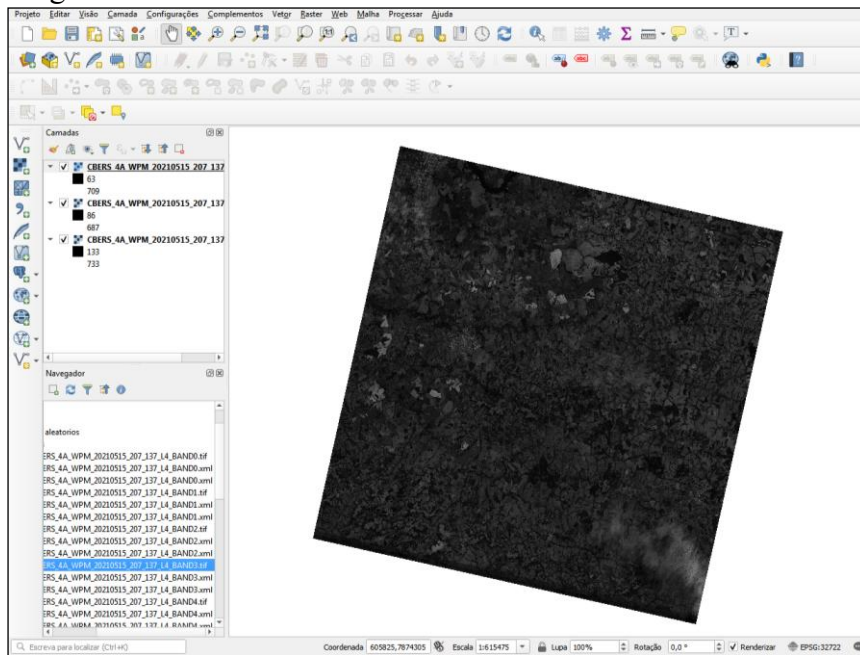 Projeto Editar Visão Camada Configurações Complementos Vetor Raster Web Malha Processar Ajuda
Camadas
CBERS_4A_WPM_20210515_207_137
63
709
CBERS_4A_WPM_20210515_207_137
86
687
CBERS_4A_WPM_20210515_207_137
133
733
Navegador
aleatorios
ERS_4A_WPM_20210515_207_137_L4_BAND0.tif
ERS_4A_WPM_20210515_207_137_L4_BAND0.xml
ERS_4A_WPM_20210515_207_137_L4_BAND0.xml
ERS_4A_WPM_20210515_207_137_L4_BAND1.tif
ERS_4A_WPM_20210515_207_137_L4_BAND1.xml
ERS_4A_WPM_20210515_207_137_L4_BAND1.xml
ERS_4A_WPM_20210515_207_137_L4_BAND2.tif
ERS_4A_WPM_20210515_207_137_L4_BAND2.xml
ERS_4A_WPM_20210515_207_137_L4_BAND2.xml
ERS_4A_WPM_20210515_207_137_L4_BAND3.tif
ERS_4A_WPM_20210515_207_137_L4_BAND3.xml
ERS_4A_WPM_20210515_207_137_L4_BAND3.xml
ERS_4A_WPM_20210515_207_137_L4_BAND4.tif
ERS_4A_WPM_20210515_207_137_L4_BAND4.xml
Escreva para localizar (Ctrl+K) Coordenada 605825,7874305 Escala 1:615475 Lupa 100% Rotação 0,0 ° Renderizar EPSG:32722